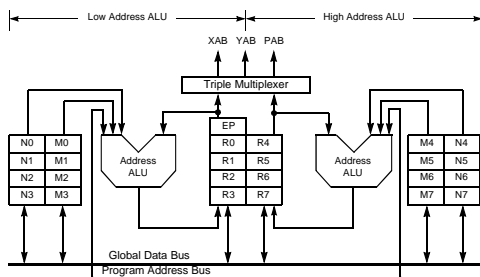 Low Address ALU High Address ALU
XAB YAB PAB
Triple Multiplexer
EP
N0 M0 R0 R4 M4 N4
N1 M1 Address ALU R1 R5 Address ALU M5 N5
N2 M2 R2 R6 M6 N6
N3 M3 R3 R7 M7 N7
Global Data Bus
Program Address Bus